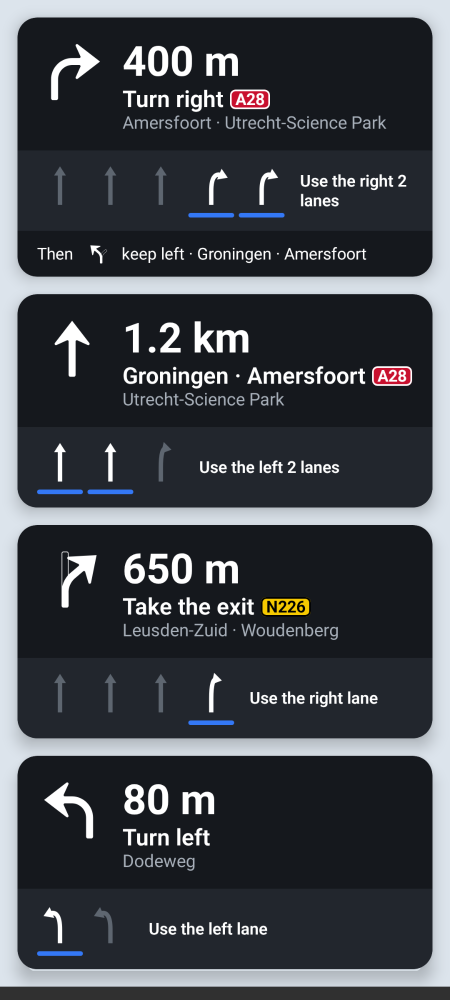 400 m
Turn right A28
Amersfoort · Utrecht-Science Park
Use the right 2
lanes
Then keep left · Groningen · Amersfoort
1.2 km
Groningen · Amersfoort A28
Utrecht-Science Park
Use the left 2 lanes
650 m
Take the exit N226
Leusden-Zuid · Woudenberg
Use the right lane
80 m
Turn left
Dodeweg
Use the left lane